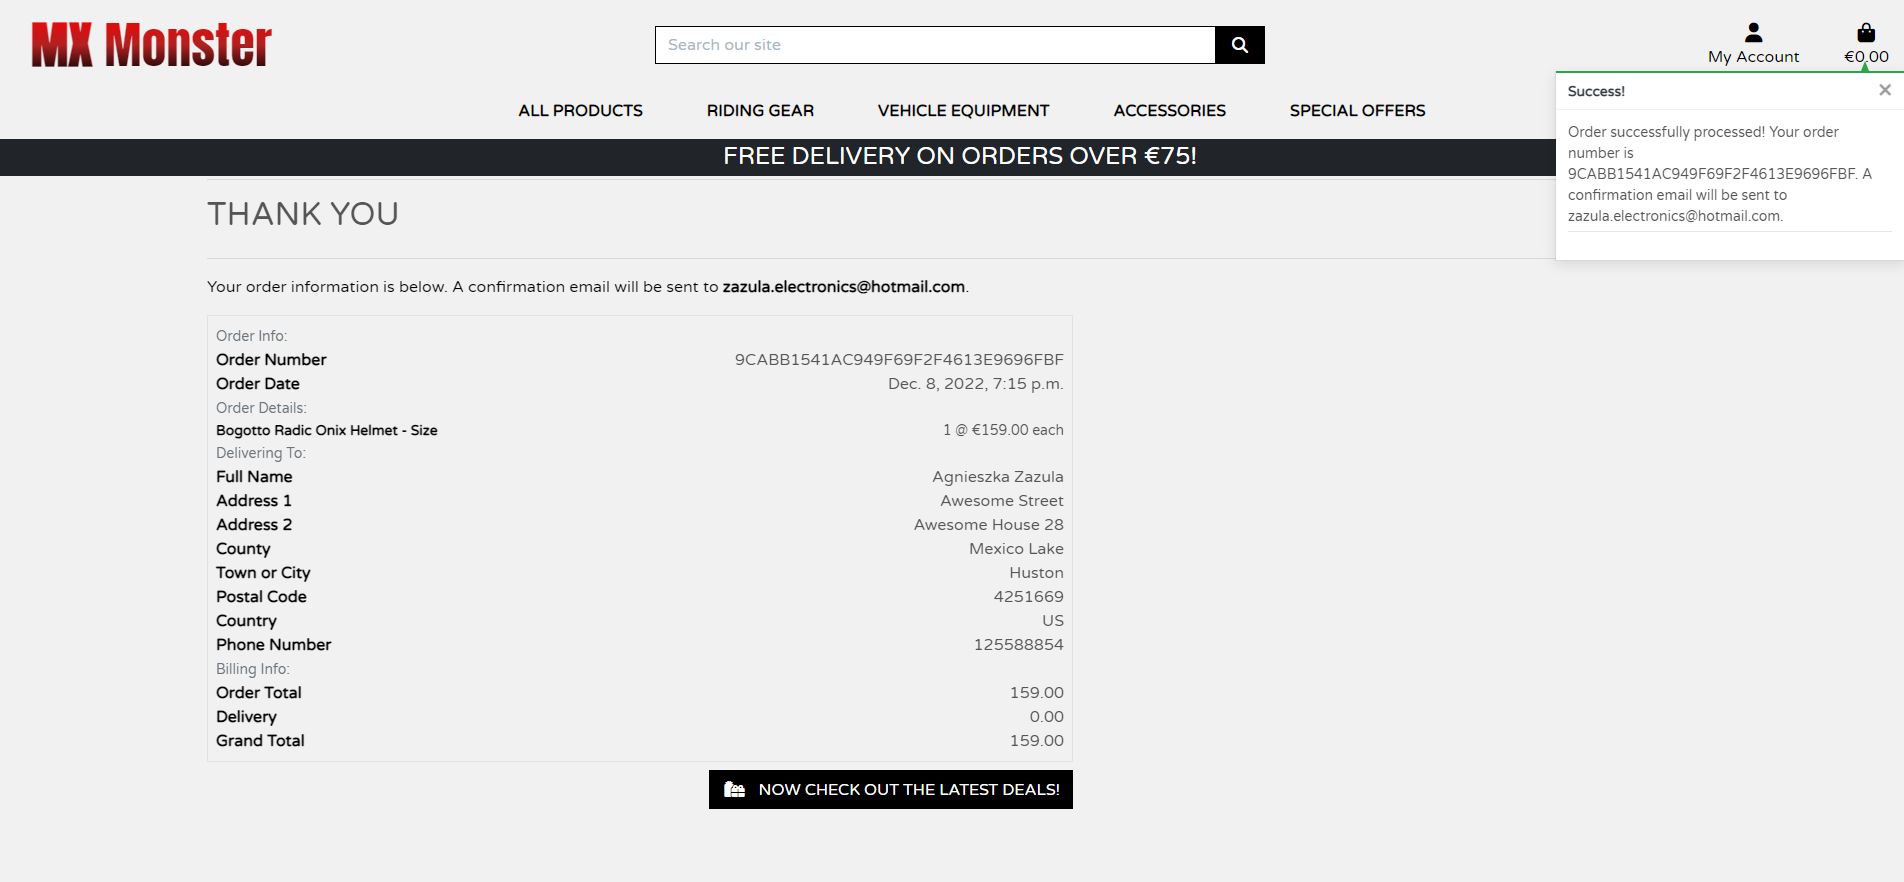 MX Monster
Search our site
My Account
€0.00
ALL PRODUCTS
RIDING GEAR
VEHICLE EQUIPMENT
ACCESSORIES
SPECIAL OFFERS
FREE DELIVERY ON ORDERS OVER €75!
Success!
Order successfully processed! Your order
number is
9CABB1541AC949F69F2F4613E9696FBF. A
confirmation email will be sent to
zazula.electronics@hotmail.com.
THANK YOU
Your order information is below. A confirmation email will be sent to zazula.electronics@hotmail.com.
Order Info:
Order Number 9CABB1541AC949F69F2F4613E9696FBF
Order Date Dec. 8, 2022, 7:15 p.m.
Order Details:
Bogotto Radic Onix Helmet - Size 1 @ €159.00 each
Delivering To:
Full Name Agnieszka Zazula
Address 1 Awesome Street
Address 2 Awesome House 28
County Mexico Lake
Town or City Huston
Postal Code 4251669
Country US
Phone Number 125588854
Billing Info:
Order Total 159.00
Delivery 0.00
Grand Total 159.00
NOW CHECK OUT THE LATEST DEALS!